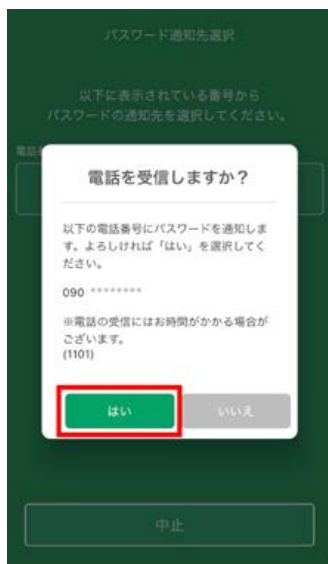 パスワード通知先選択
以下に表示されている番号から
パスワードの通知先を選択してください。
電話を受信しますか？
以下の電話番号にパスワードを通知しま
す。よろしければ「はい」を選択してく
ださい。
090 ********
※電話の受信にはお時間がかかる場合が
ございます。
(1101)
はい
いいえ
中止